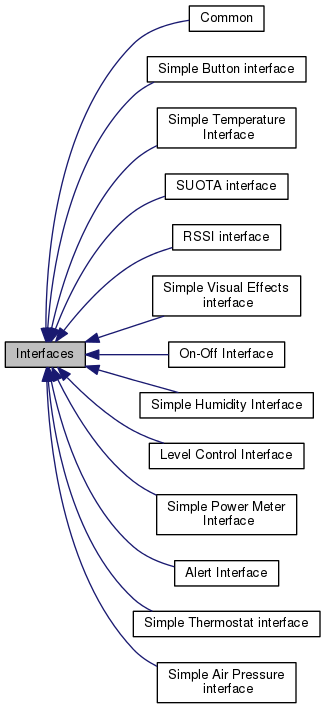 Common
Simple Button interface
Simple Temperature
Interface
SUOTA interface
RSSI interface
Simple Visual Effects
interface
Interfaces
On-Off Interface
Simple Humidity Interface
Level Control Interface
Simple Power Meter
Interface
Alert Interface
Simple Thermostat interface
Simple Air Pressure
interface